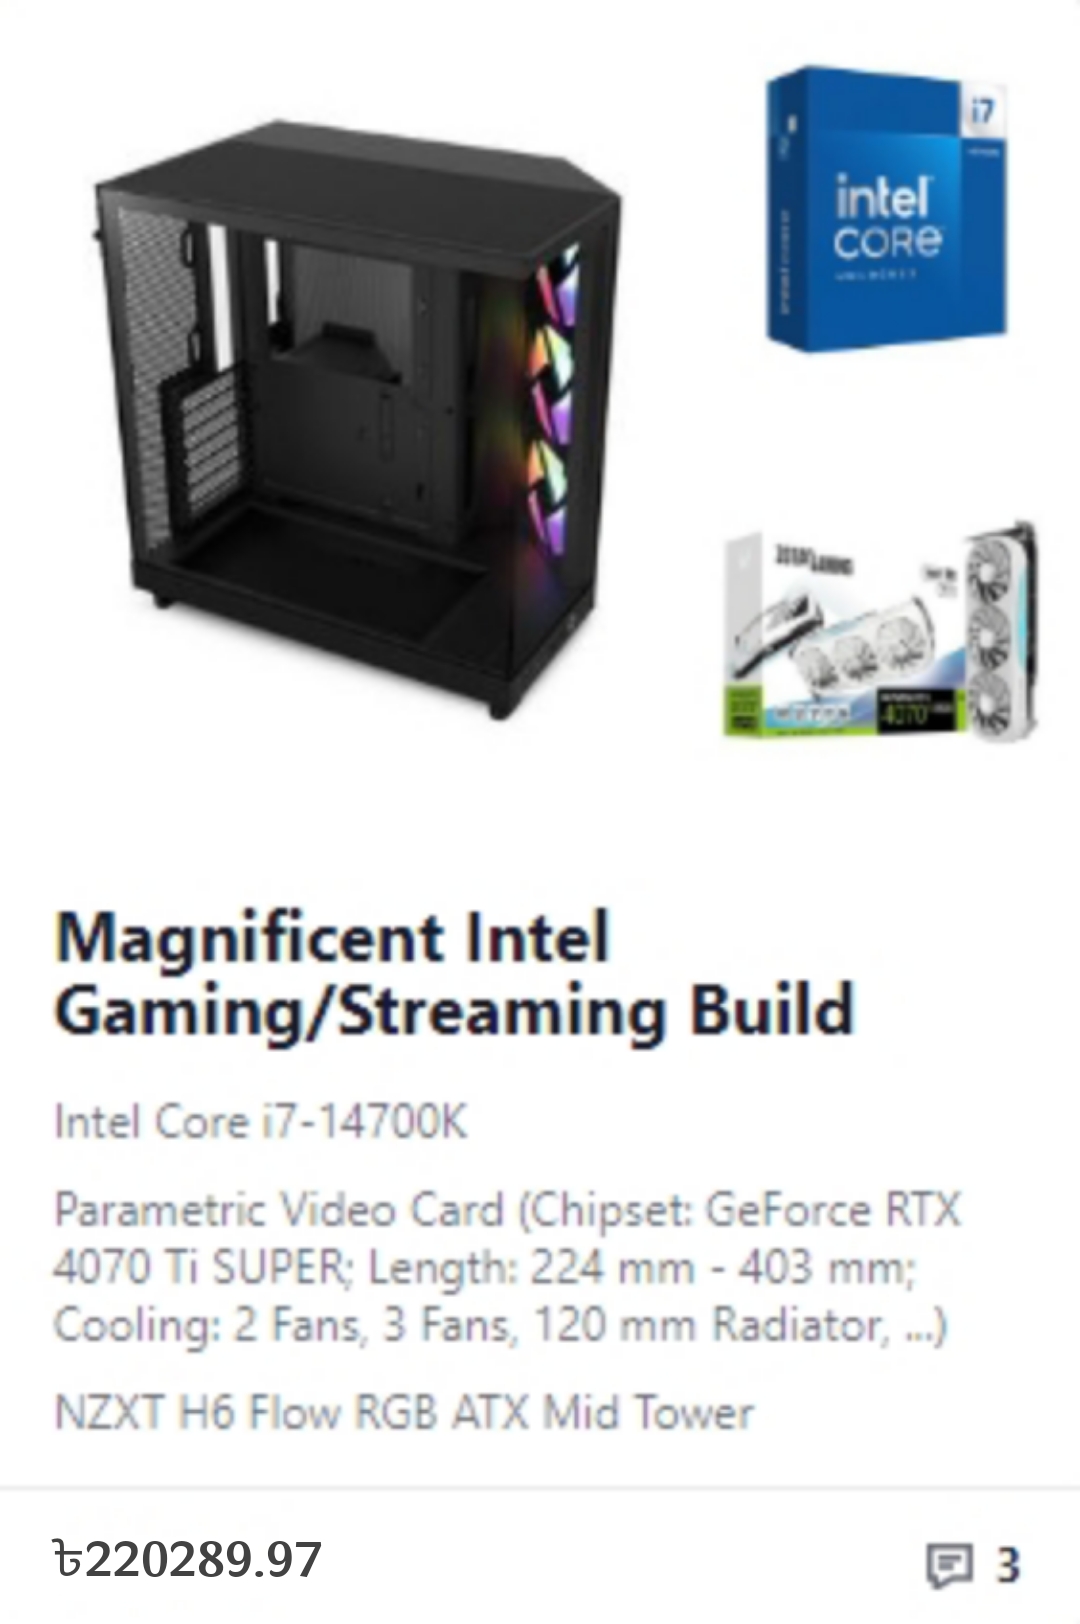 i7
intel
CORE
4070
Magnificent Intel
Gaming/Streaming Build
Intel Core i7-14700K
Parametric Video Card (Chipset: GeForce RTX
4070 Ti SUPER; Length: 224 mm - 403 mm;
Cooling: 2 Fans, 3 Fans, 120 mm Radiator, ...)
NZXT H6 Flow RGB ATX Mid Tower
৳220289.97
3